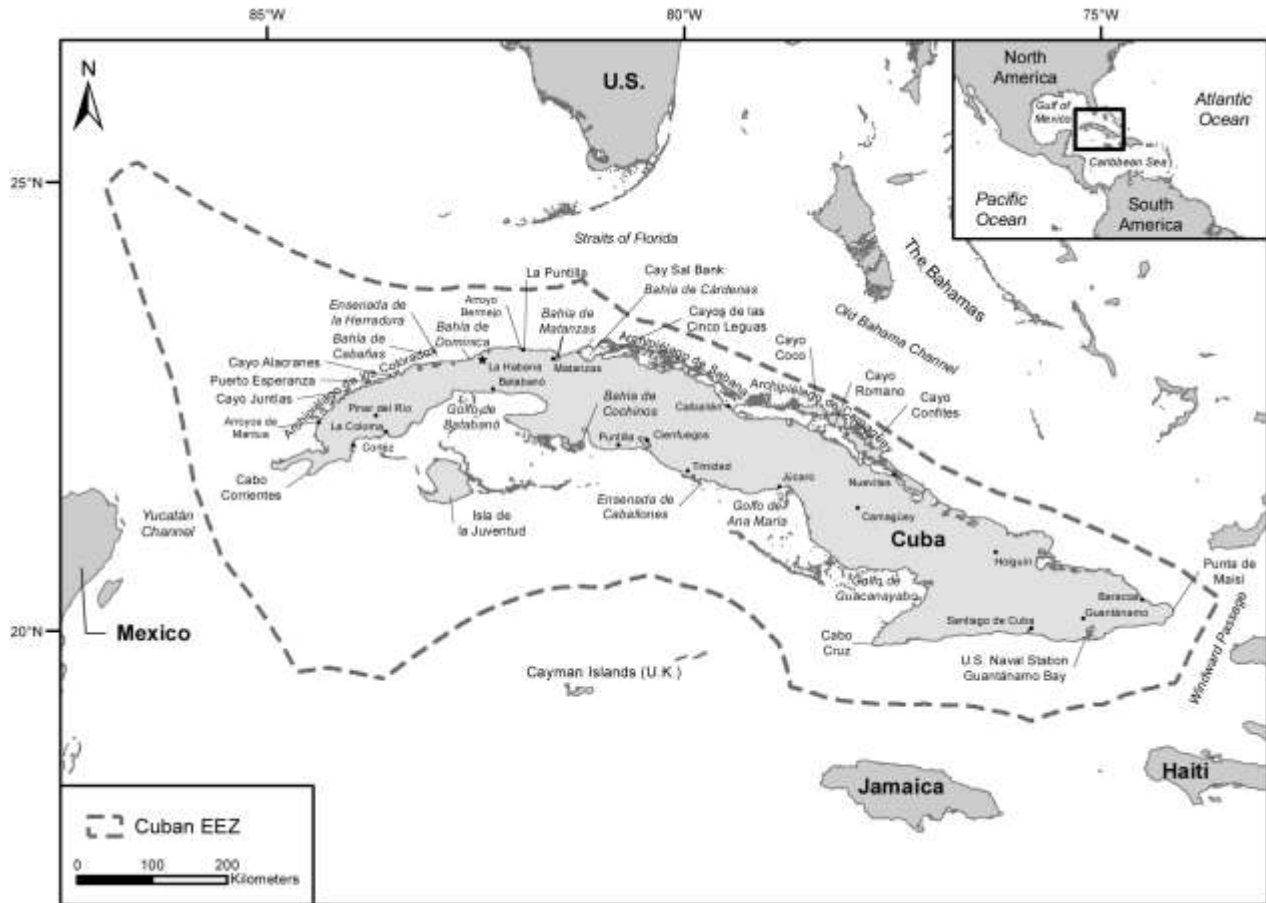 85°W
80°W
75°W
N
25°N
20°N
U.S.
North
America
Gulf of
Mexico
Atlantic
Ocean
Caribbean Sea
Pacific
Ocean
South
America
Straits of Florida
The Bahamas
Old Bahama Channel
La Puntilla
Cay Sal Bank
Bahía de Cárdenas
Ensenada de
la Herradura
Arroyo
Bermejo
Bahía de
Matanzas
Cayos de las
Cinco Leguas
Bahía de
Cabañas
Bahía de
Dominica
Cayo Alacranes
Puerto Esperanza
Cayo Jutías
Archipiélago de los Colorados
La Habana
Matanzas
Archipiélago de Sabana
Cayo
Coco
Archipiélago de Camagüey
Cayo
Romano
Cayo
Confites
Batabanó
Golfo de
Batabanó
Bahía de
Cochinos
Caibarién
Pinar del Río
Arroyos de
Mantua
La Coloma
Cortéz
Puntilla
Cienfuegos
Cabo
Corrientes
Trinidad
Júcaro
Nuevitas
Isla de
la Juventud
Ensenada de
Caballones
Golfo de
Ana María
Camagüey
Yucatán
Channel
Cuba
Holguín
Punta de
Maisí
Golfo de
Guacanayabo
Baracoa
Guantánamo
Santiago de Cuba
Mexico
Cabo
Cruz
U.S. Naval Station
Guantánamo Bay
Windward Passage
Cayman Islands (U.K.)
Jamaica
Haiti
Cuban EEZ
0 100 200
Kilometers